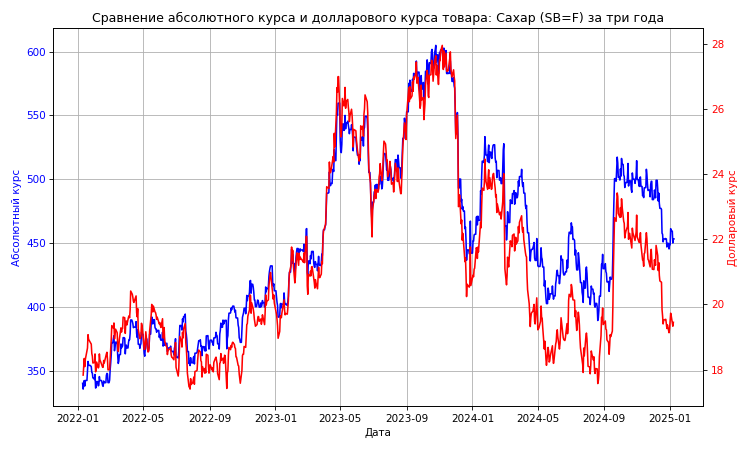 Сравнение абсолютного курса и долларового курса товара: Сахар (SB=F) за три года
600
550
500
450
400
350
Абсолютный курс
28
26
24
22
20
18
Долларовый курс
2022-01 2022-05 2022-09 2023-01 2023-05 2023-09 2024-01 2024-05 2024-09 2025-01
Дата